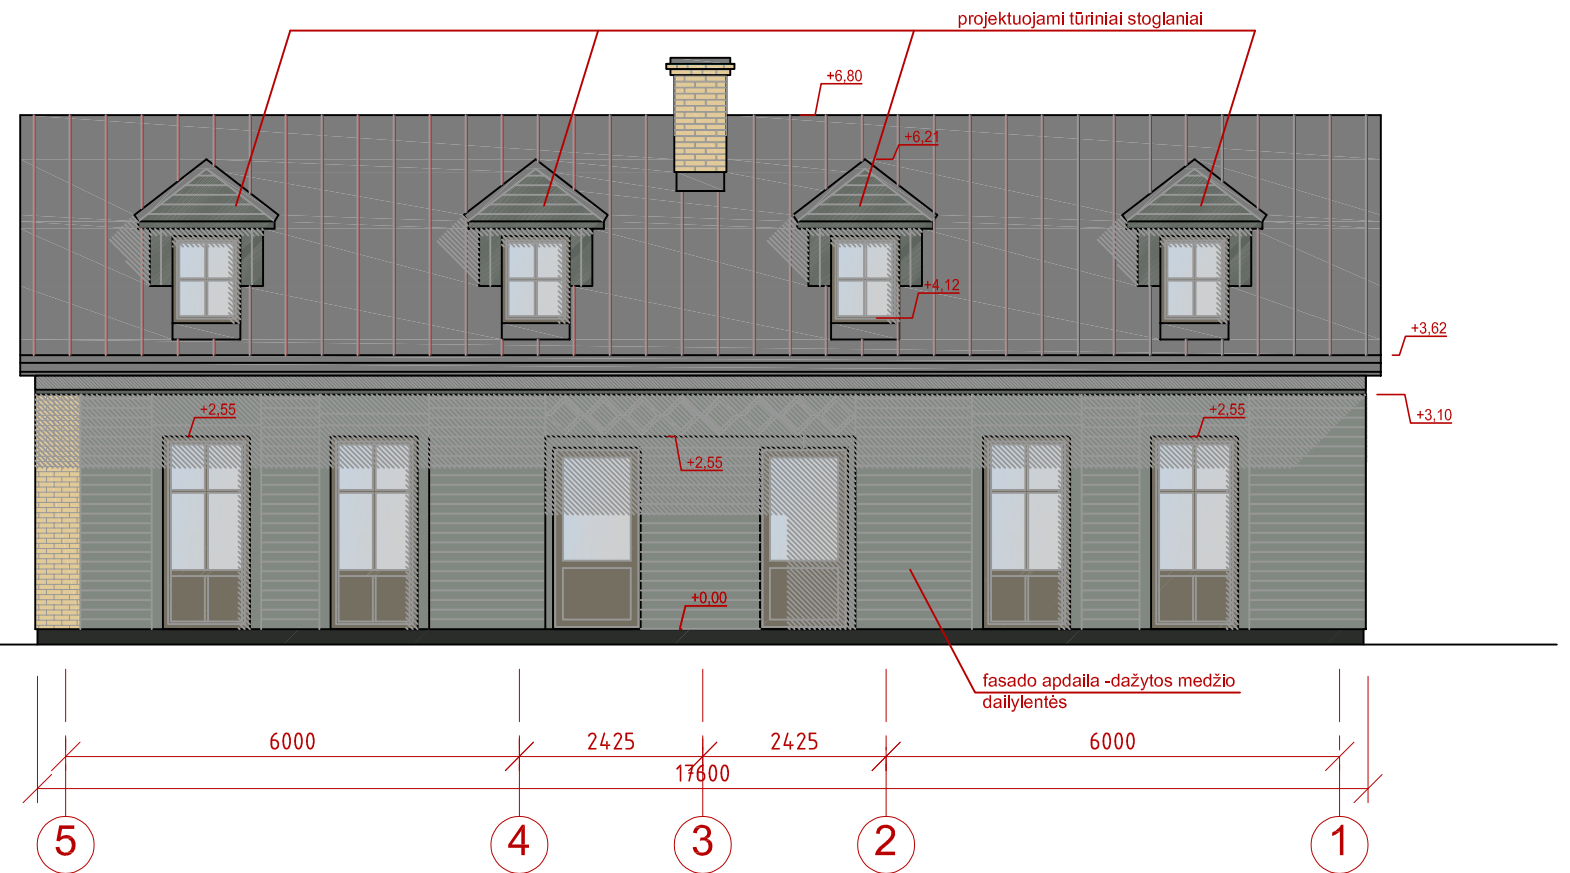 projektuojami tūriniai stoglaniai
+6,80
+6,21
+4,12
+3,62
+3,10
+2,55
+2,55
+2,55
+0,00
fasado apdaila -dažytos medžio
dailylentės
6000 2425 2425 6000
17600
5 4 3 2 1